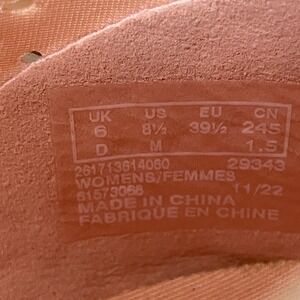 UK US EU CN
6 8½ 39½ 245
D M 1.5
261713614060 29343
WOMENS/FEMMES
61573068 11/22
MADE IN CHINA
FABRIQUÉ EN CHINE